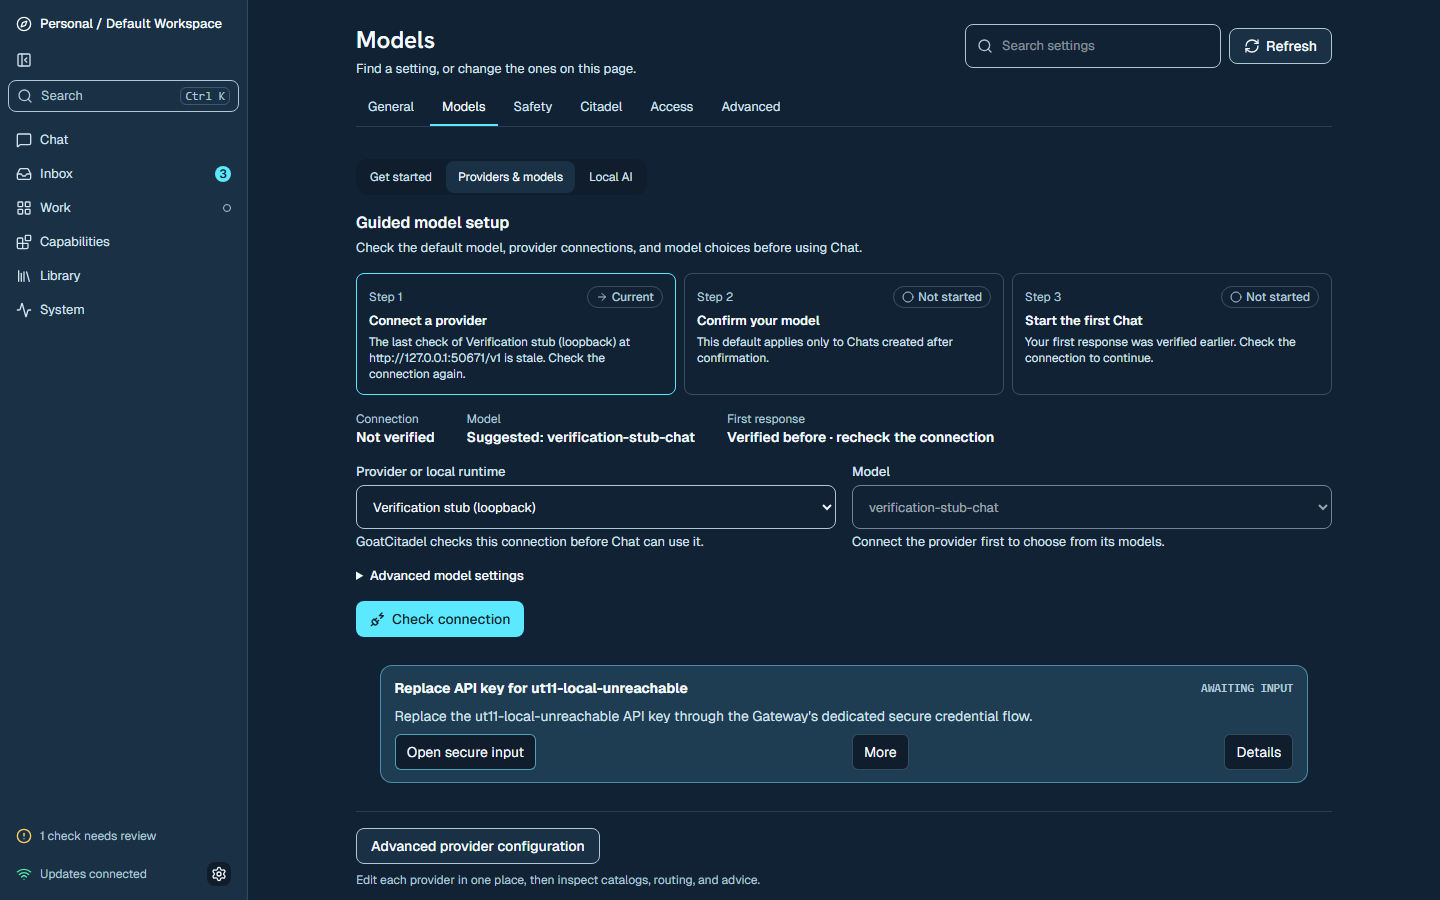 Personal / Default Workspace
Search
Ctrl K
Chat
Inbox
3
Work
Capabilities
Library
System
1 check needs review
Updates connected
Models
Find a setting, or change the ones on this page.
Search settings
Refresh
General
Models
Safety
Citadel
Access
Advanced
Get started
Providers & models
Local AI
Guided model setup
Check the default model, provider connections, and model choices before using Chat.
Step 1
Current
Connect a provider
The last check of Verification stub (loopback) at
http://127.0.0.1:50671/v1 is stale. Check the
connection again.
Step 2
Not started
Confirm your model
This default applies only to Chats created after
confirmation.
Step 3
Not started
Start the first Chat
Your first response was verified earlier. Check the
connection to continue.
Connection
Not verified
Model
Suggested: verification-stub-chat
First response
Verified before · recheck the connection
Provider or local runtime
Verification stub (loopback)
GoatCitadel checks this connection before Chat can use it.
Model
verification-stub-chat
Connect the provider first to choose from its models.
Advanced model settings
Check connection
Replace API key for ut11-local-unreachable
AWAITING INPUT
Replace the ut11-local-unreachable API key through the Gateway's dedicated secure credential flow.
Open secure input
More
Details
Advanced provider configuration
Edit each provider in one place, then inspect catalogs, routing, and advice.